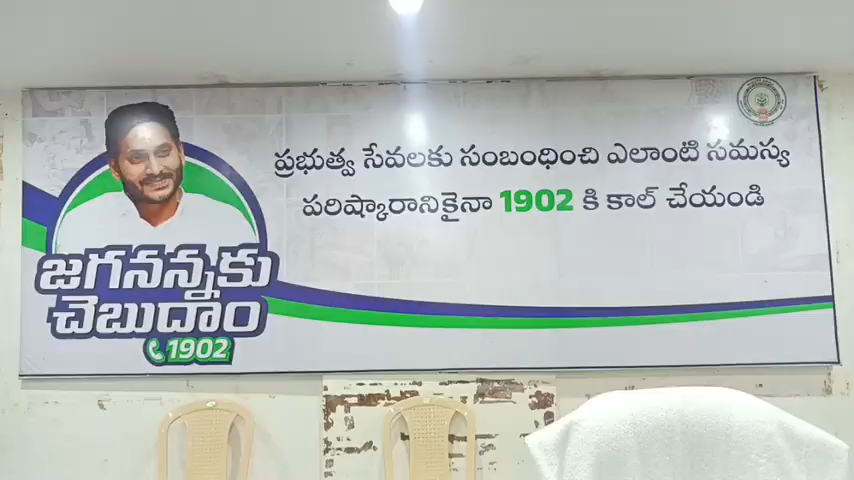 ప్రభుత్వ సేవలకు సంబంధించి ఎలాంటి సమస్య
పరిష్కారానికైనా 1902 కి కాల్ చేయండి
జగనన్నకు
చెబుదాం
1902